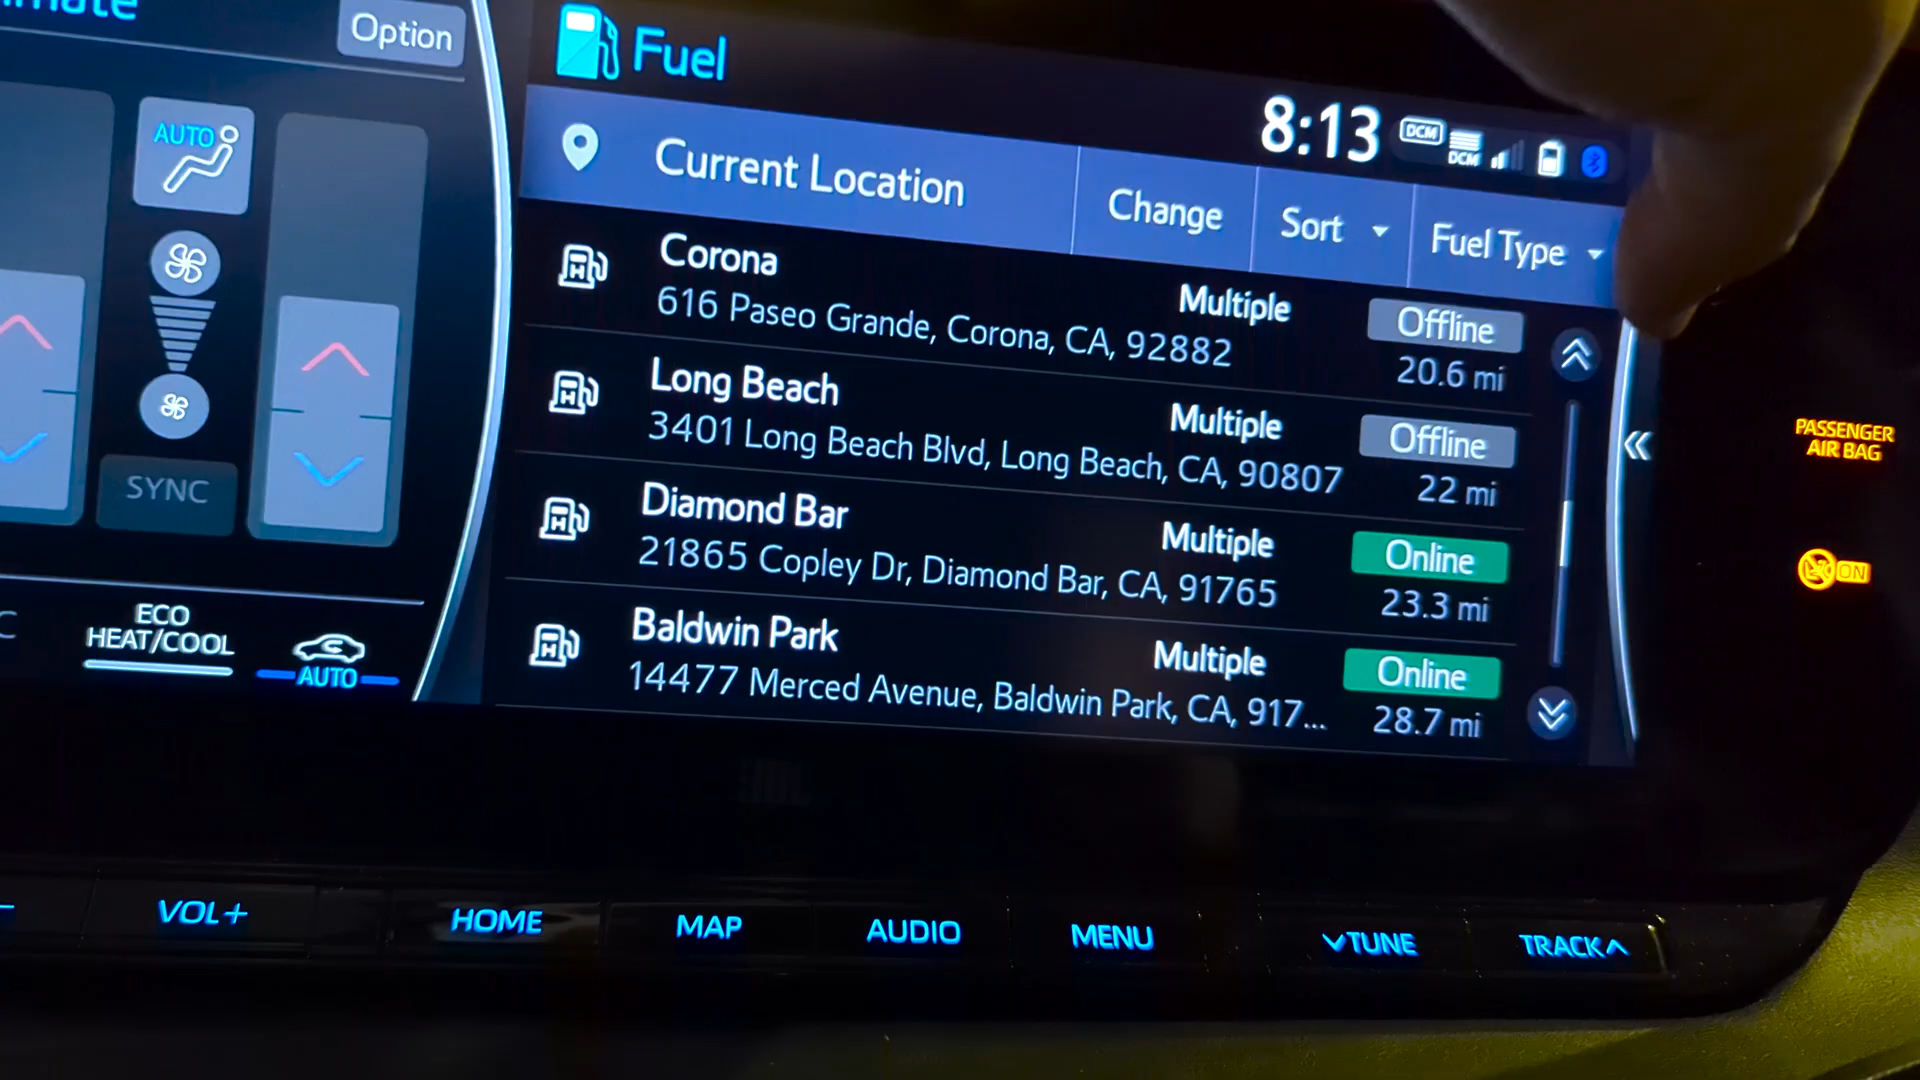 Option
AUTO
SYNC
ECO
HEAT/COOL
AUTO
Fuel
8:13
DCM
DCM
Current Location
Change
Sort
Fuel Type
Corona
616 Paseo Grande, Corona, CA, 92882
Multiple
Offline
20.6 mi
Long Beach
3401 Long Beach Blvd, Long Beach, CA, 90807
Multiple
Offline
22 mi
Diamond Bar
21865 Copley Dr, Diamond Bar, CA, 91765
Multiple
Online
23.3 mi
Baldwin Park
14477 Merced Avenue, Baldwin Park, CA, 917...
Multiple
Online
28.7 mi
PASSENGER
AIR BAG
ON
VOL+
HOME
MAP
AUDIO
MENU
TUNE
TRACK